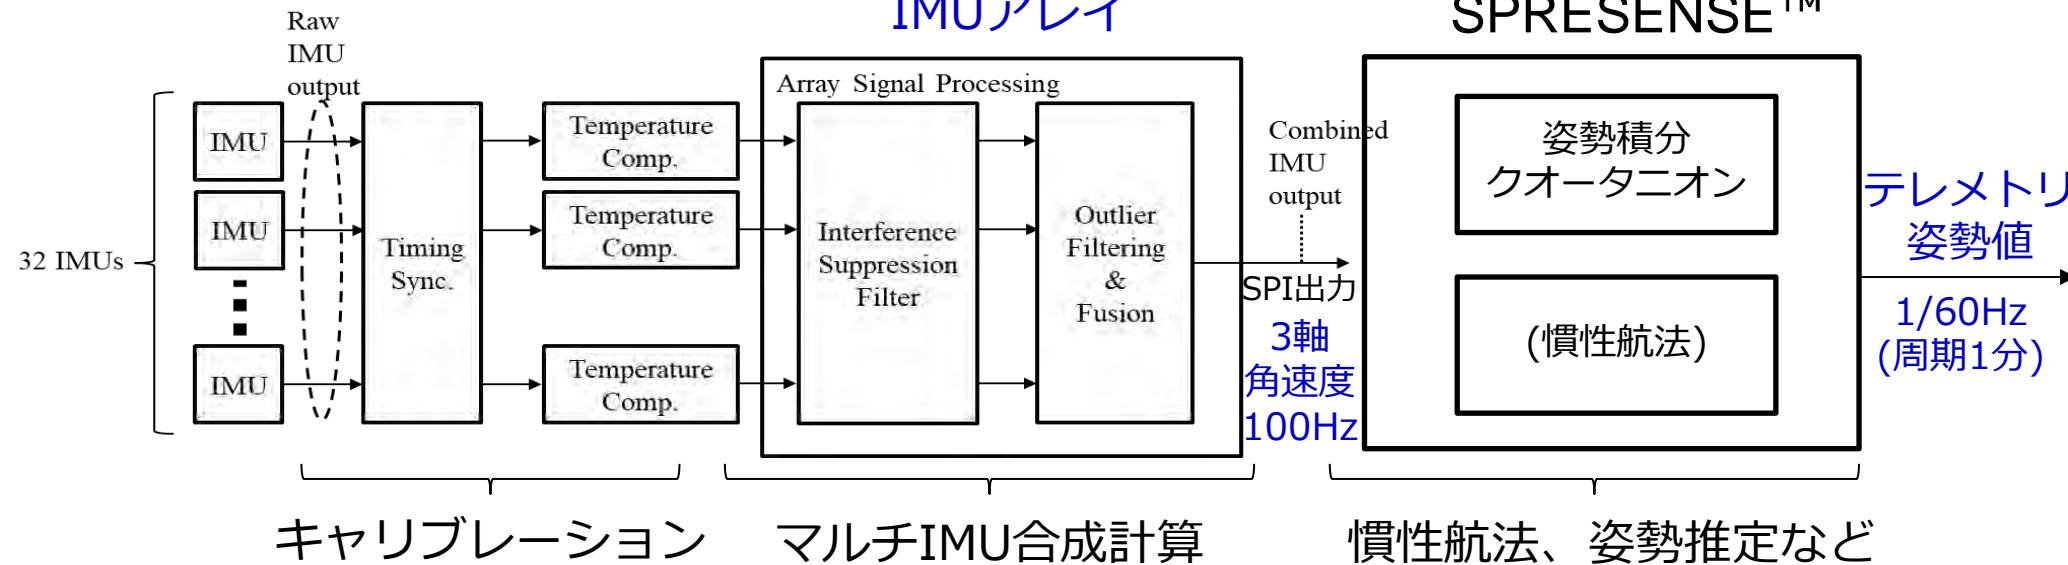 IMUアレイ
SPRESENSE™
Raw
IMU
output
32 IMUs
IMU
IMU
IMU
Timing
Sync.
Temperature
Comp.
Temperature
Comp.
Temperature
Comp.
Array Signal Processing
Interference
Suppression
Filter
Outlier
Filtering
&
Fusion
Combined
IMU
output
SPI出力
3軸
角速度
100Hz
姿勢積分
クオータニオン
(慣性航法)
テレメトリ
姿勢値
1/60Hz
(周期1分)
キャリブレーション
マルチIMU合成計算
慣性航法、姿勢推定など